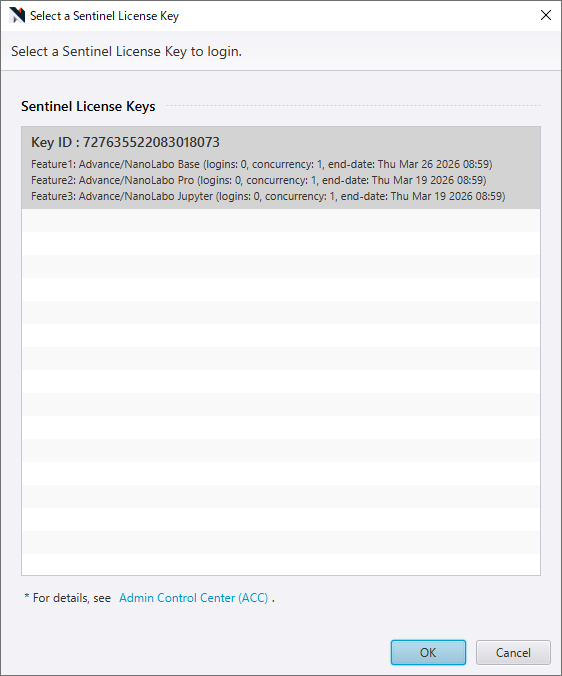 Select a Sentinel License Key
Select a Sentinel License Key to login.
Sentinel License Keys
Key ID : 727635522083018073
Feature1: Advance/NanoLabo Base (logins: 0, concurrency: 1, end-date: Thu Mar 26 2026 08:59)
Feature2: Advance/NanoLabo Pro (logins: 0, concurrency: 1, end-date: Thu Mar 19 2026 08:59)
Feature3: Advance/NanoLabo Jupyter (logins: 0, concurrency: 1, end-date: Thu Mar 19 2026 08:59)
* For details, see Admin Control Center (ACC) .
OK Cancel